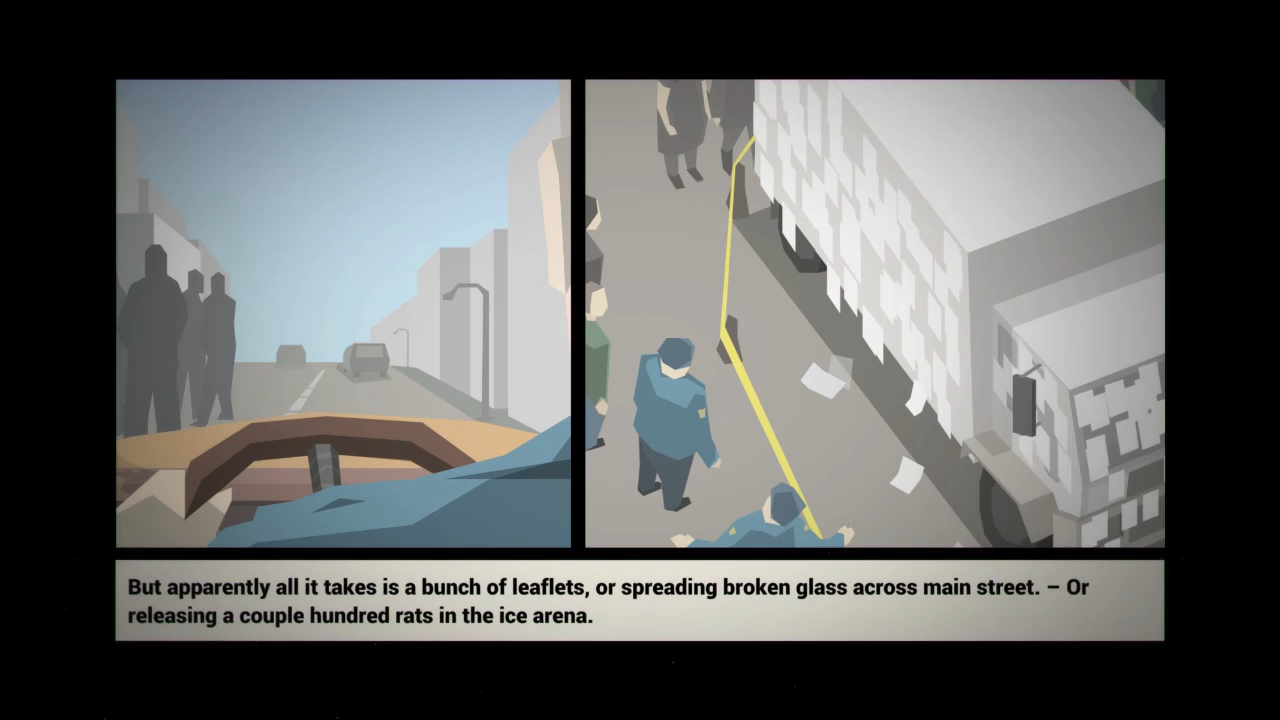 But apparently all it takes is a bunch of leaflets, or spreading broken glass across main street. – Or
releasing a couple hundred rats in the ice arena.